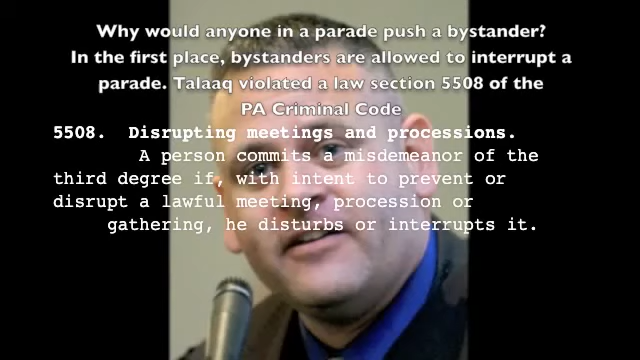 Why would anyone in a parade push a bystander?
In the first place, bystanders are allowed to interrupt a
parade. Talaaq violated a law section 5508 of the
PA Criminal Code
5508. Disrupting meetings and processions.
A person commits a misdemeanor of the
third degree if, with intent to prevent or
disrupt a lawful meeting, procession or
gathering, he disturbs or interrupts it.